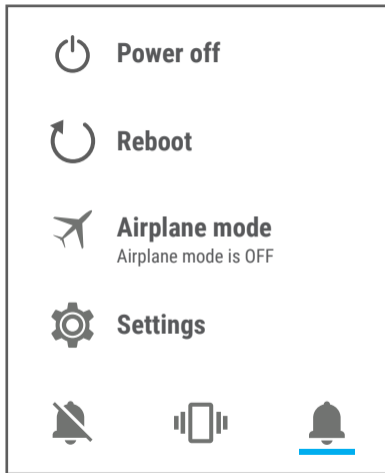 Power off
Reboot
Airplane mode
Airplane mode is OFF
Settings